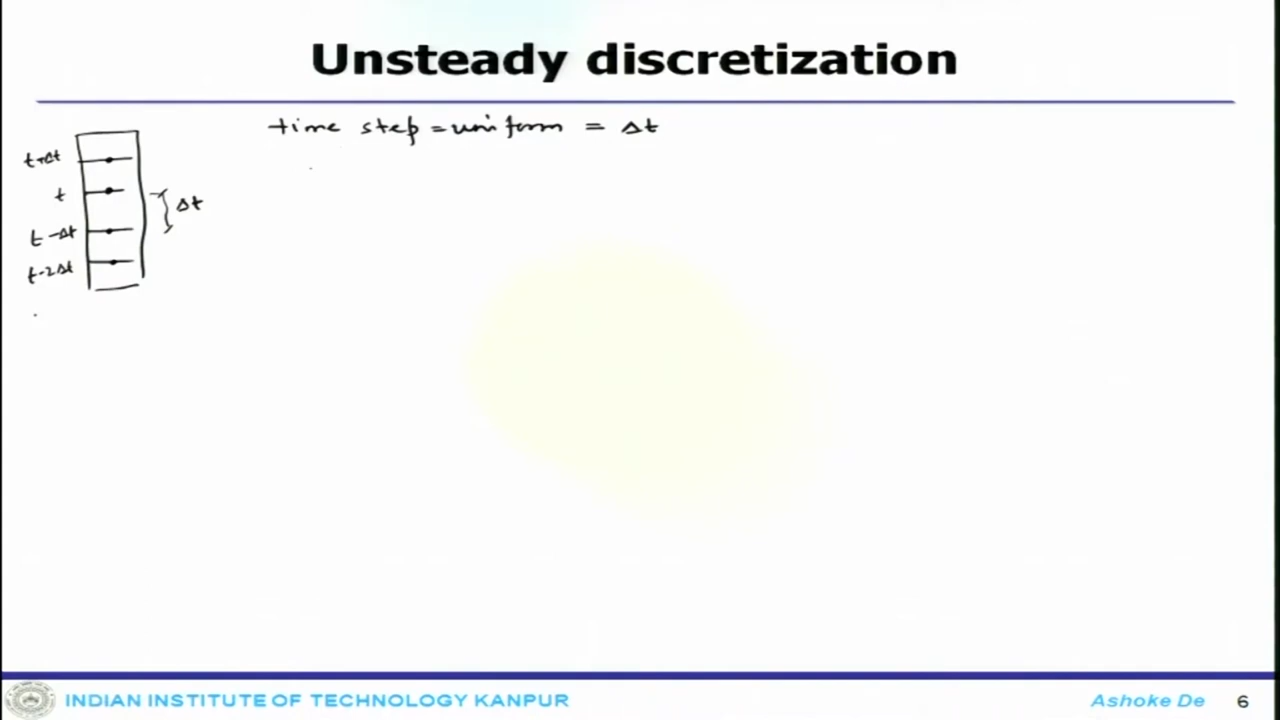 Unsteady discretization
time step = uniform = Δt
t+Δt
t
Δt
t-Δt
t-2Δt
INDIAN INSTITUTE OF TECHNOLOGY KANPUR
Ashoke De 6